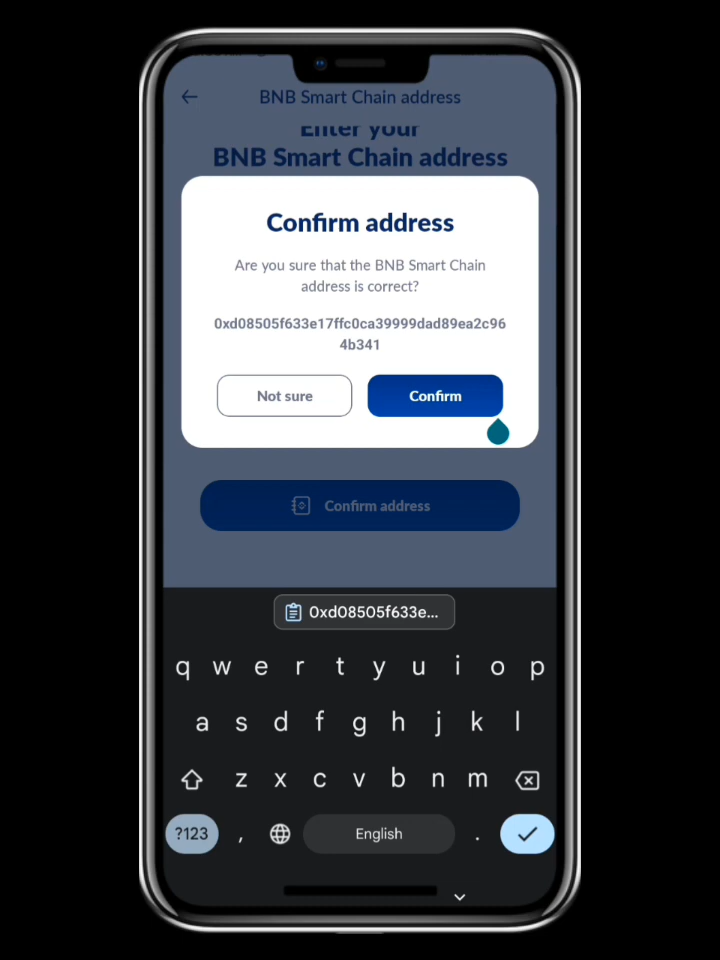 BNB Smart Chain address
Enter your
BNB Smart Chain address
Confirm address
Are you sure that the BNB Smart Chain
address is correct?
0xd08505f633e17ffc0ca39999dad89ea2c96
4b341
Not sure
Confirm
Confirm address
0xd08505f633e...
q w e r t y u i o p
a s d f g h j k l
z x c v b n m
?123 , English .